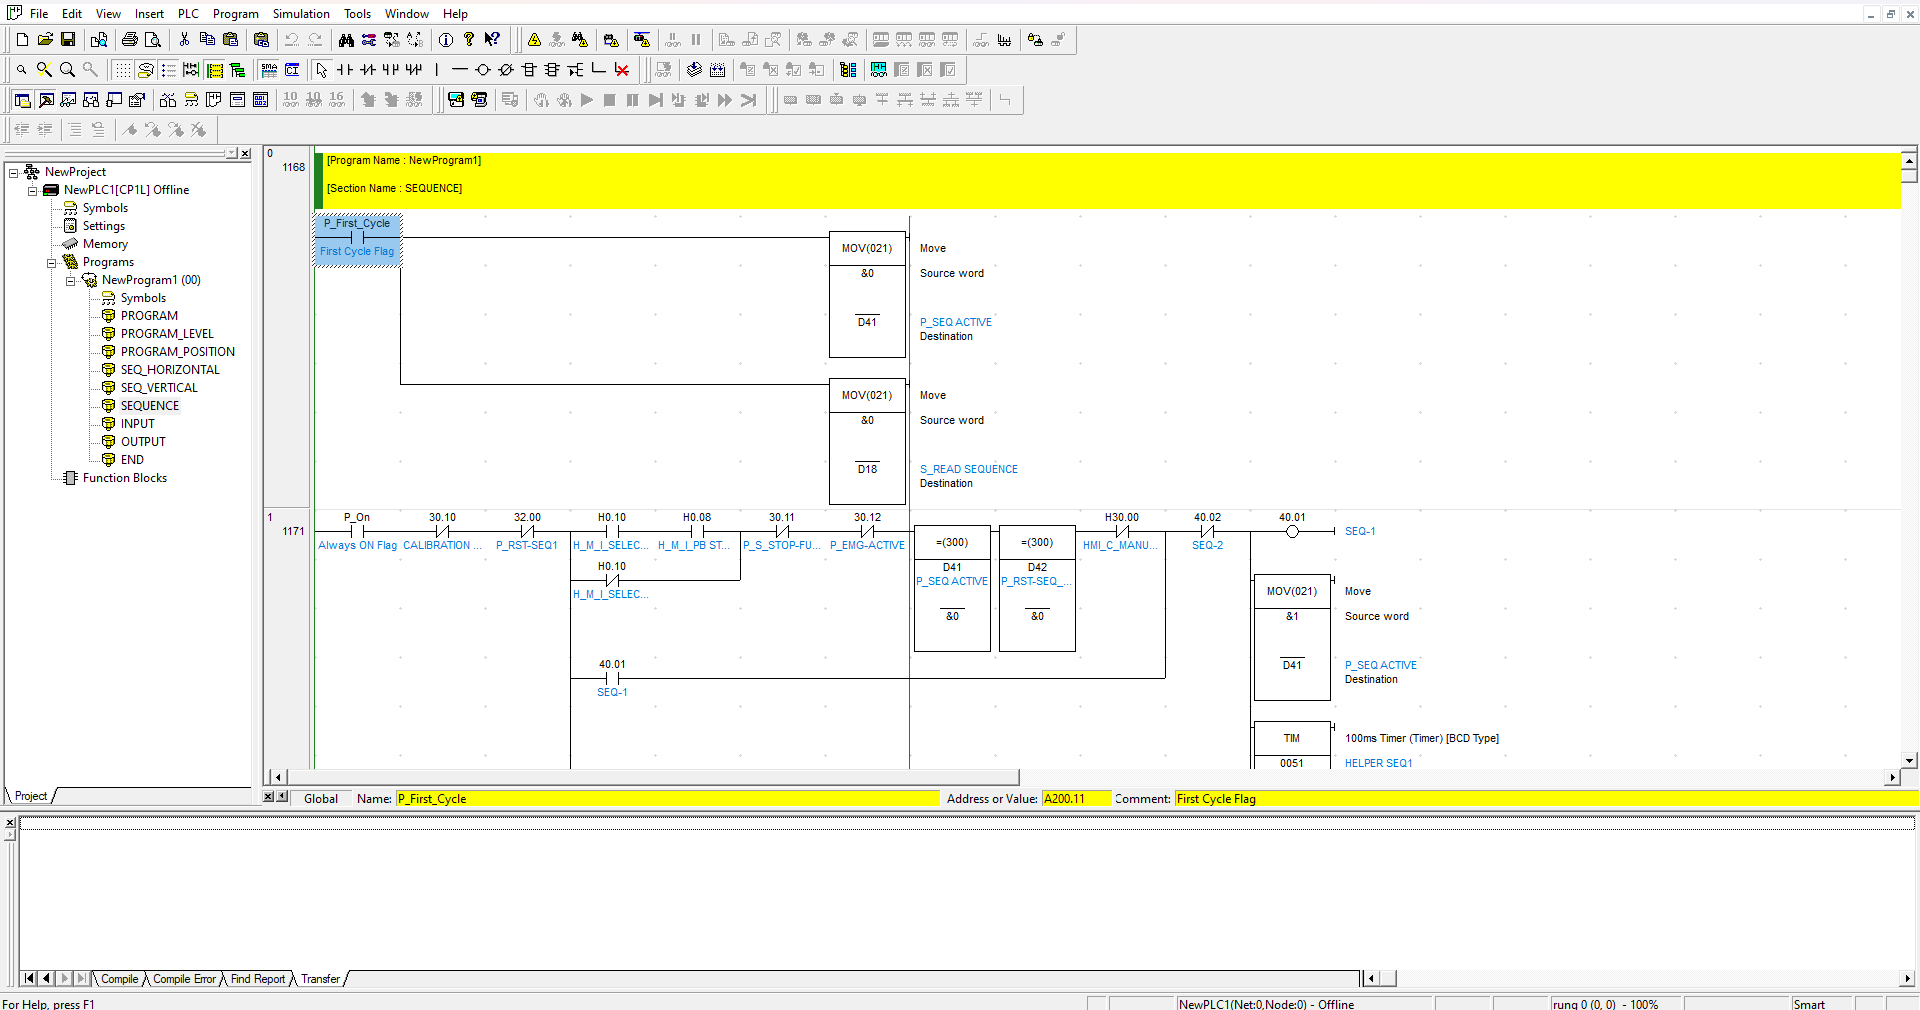 File Edit View Insert PLC Program Simulation Tools Window Help
10 10 16
NewProject
NewPLC1[CP1L] Offline
Symbols
Settings
Memory
Programs
NewProgram1 (00)
Symbols
PROGRAM
PROGRAM_LEVEL
PROGRAM_POSITION
SEQ_HORIZONTAL
SEQ_VERTICAL
SEQUENCE
INPUT
OUTPUT
END
Function Blocks
Project
0
1168
[Program Name : NewProgram1]
[Section Name : SEQUENCE]
P_First_Cycle
First Cycle Flag
MOV(021) Move
&0 Source word
D41 P_SEQ ACTIVE
Destination
MOV(021) Move
&0 Source word
D18 S_READ SEQUENCE
Destination
1
1171
P_On 30.10 32.00 H0.10 H0.08 30.11 30.12 H30.00 40.02 40.01
SEQ-1
Always ON Flag CALIBRATION ... P_RST-SEQ1 H_M_I_SELEC... H_M_I_PB ST... P_S_STOP-FU... P_EMG-ACTIVE HMI_C_MANU... SEQ-2
=(300) =(300)
H0.10 D41 D42
P_SEQ ACTIVE P_RST-SEQ_...
H_M_I_SELEC... MOV(021) Move
&0 &0 &1 Source word
40.01 D41 P_SEQ ACTIVE
Destination
SEQ-1
TIM 100ms Timer (Timer) [BCD Type]
0051 HELPER SEQ1
Global Name: P_First_Cycle Address or Value: A200.11 Comment: First Cycle Flag
Compile Compile Error Find Report Transfer
For Help, press F1 NewPLC1(Net:0,Node:0) - Offline rung 0 (0, 0) - 100% Smart